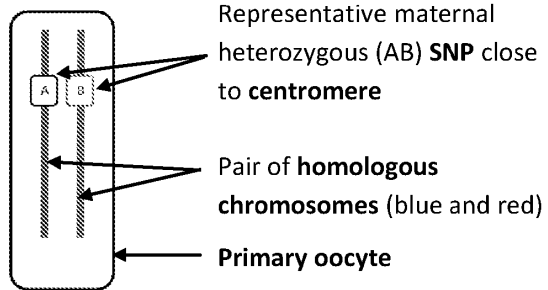 Representative maternal
heterozygous (AB) SNP close
to centromere
A B
Pair of homologous
chromosomes (blue and red)
Primary oocyte